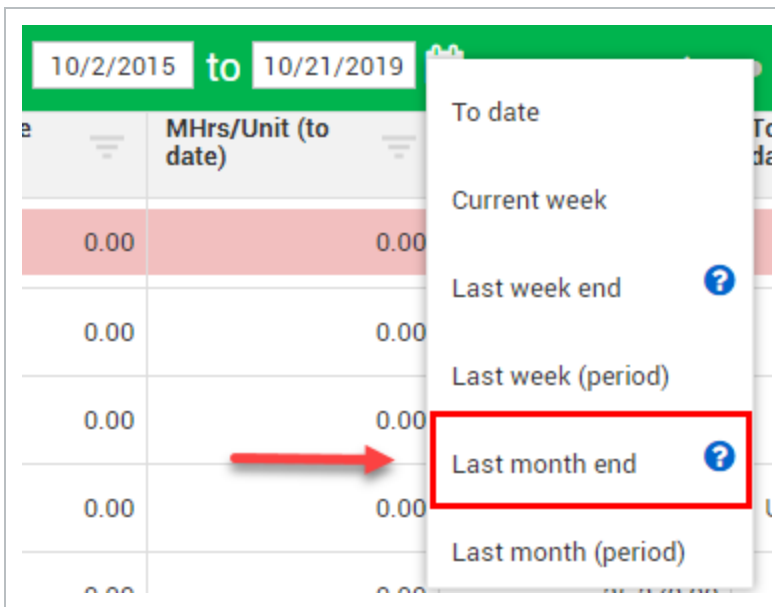 10/2/2015 to 10/21/2019
MHrs/Unit (to
date)
To date
Current week
Last week end ?
Last week (period)
Last month end ?
Last month (period)
0.00 0.00
0.00 0.00
0.00 0.00
0.00 0.00